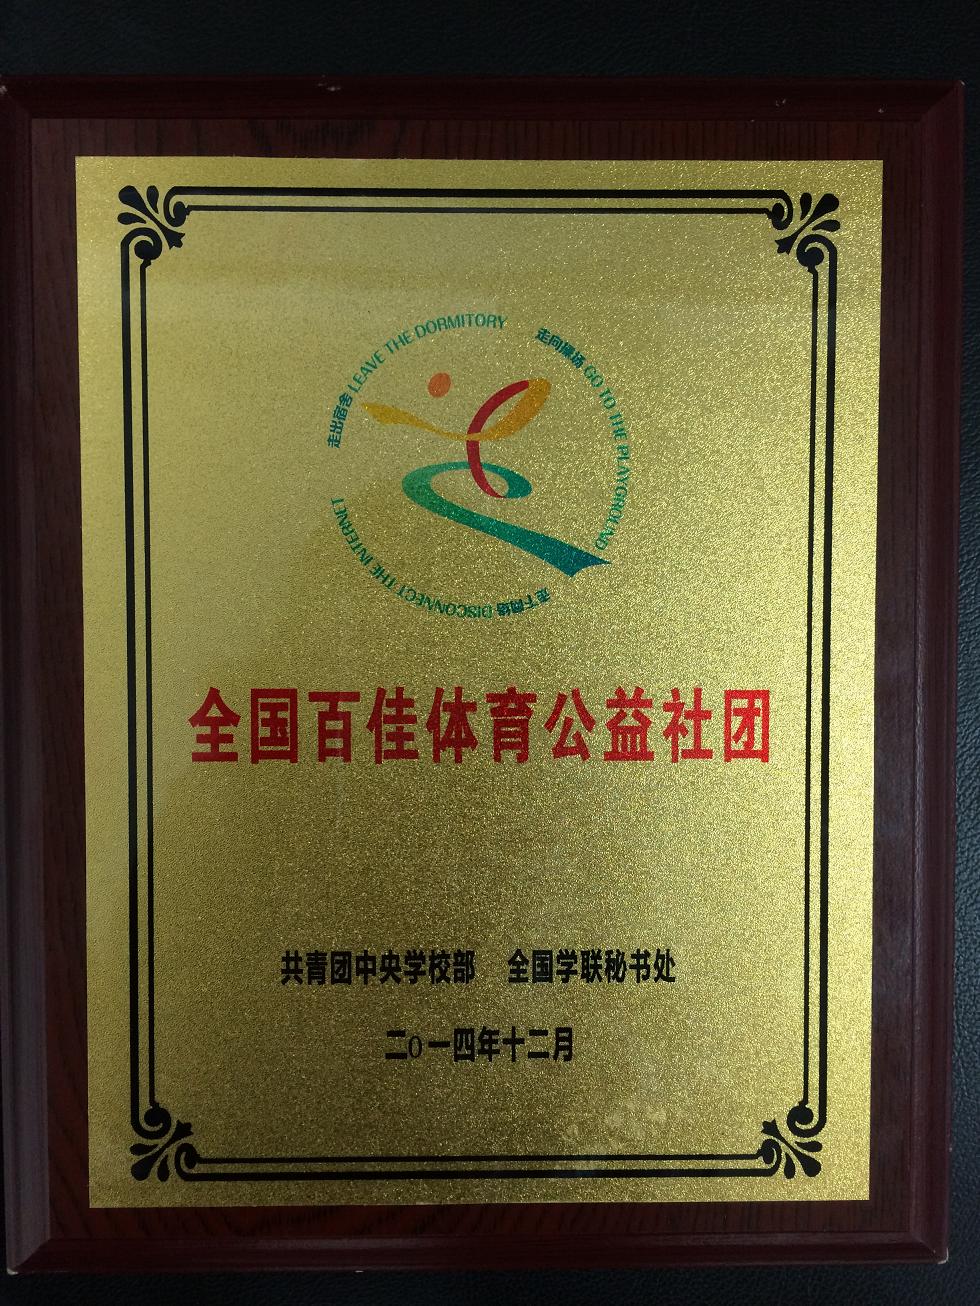 走出宿舍 LEAVE THE DORMITORY
走向操场 GO TO THE PLAYGROUND
走下网络 DISCONNECT THE INTERNET
全国百佳体育公益社团
共青团中央学校部 全国学联秘书处
二0一四年十二月